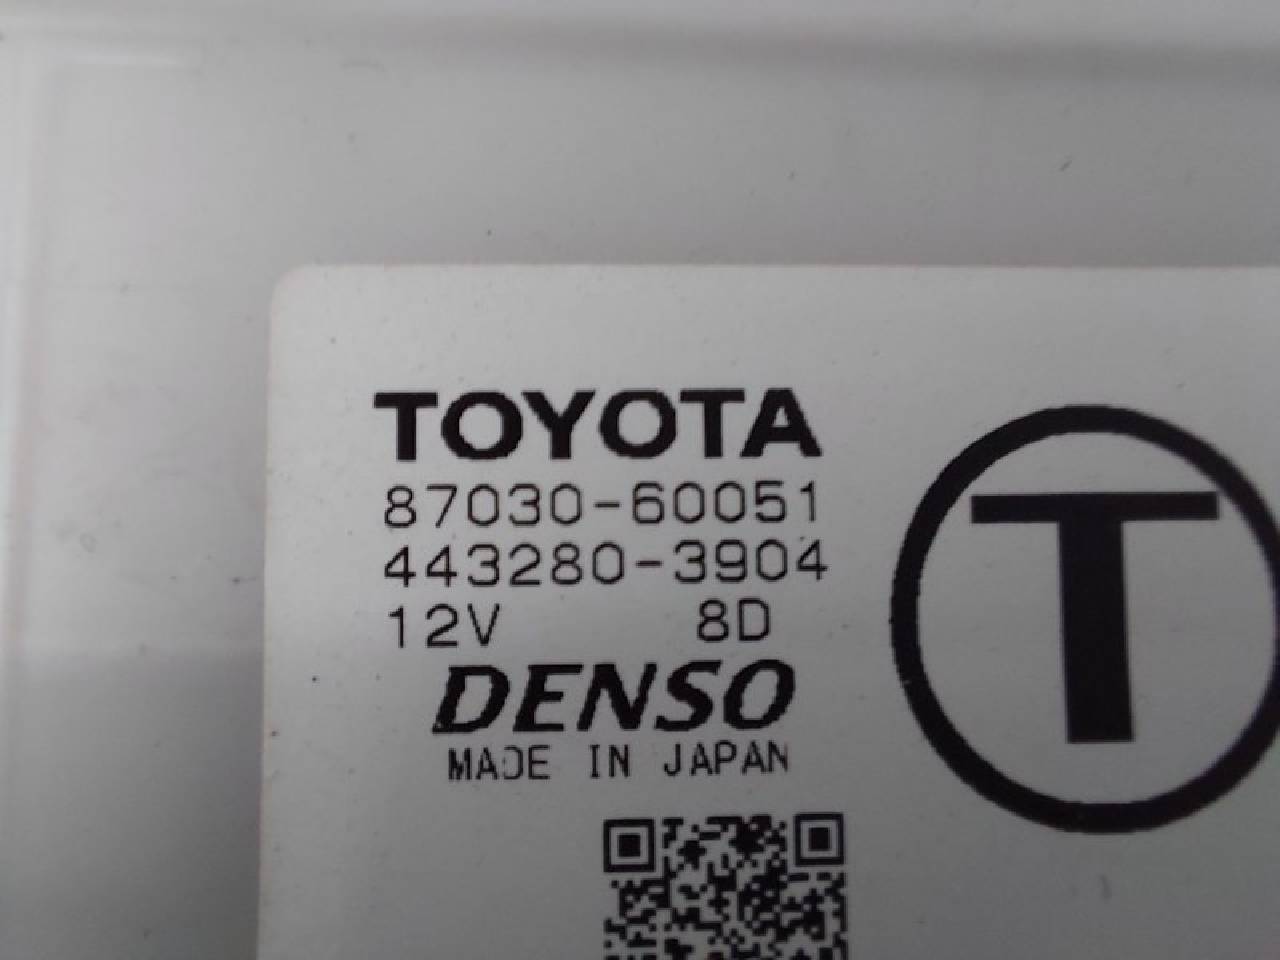 TOYOTA
87030-60051
443280-3904
12V 8D
DENSO
MADE IN JAPAN
T